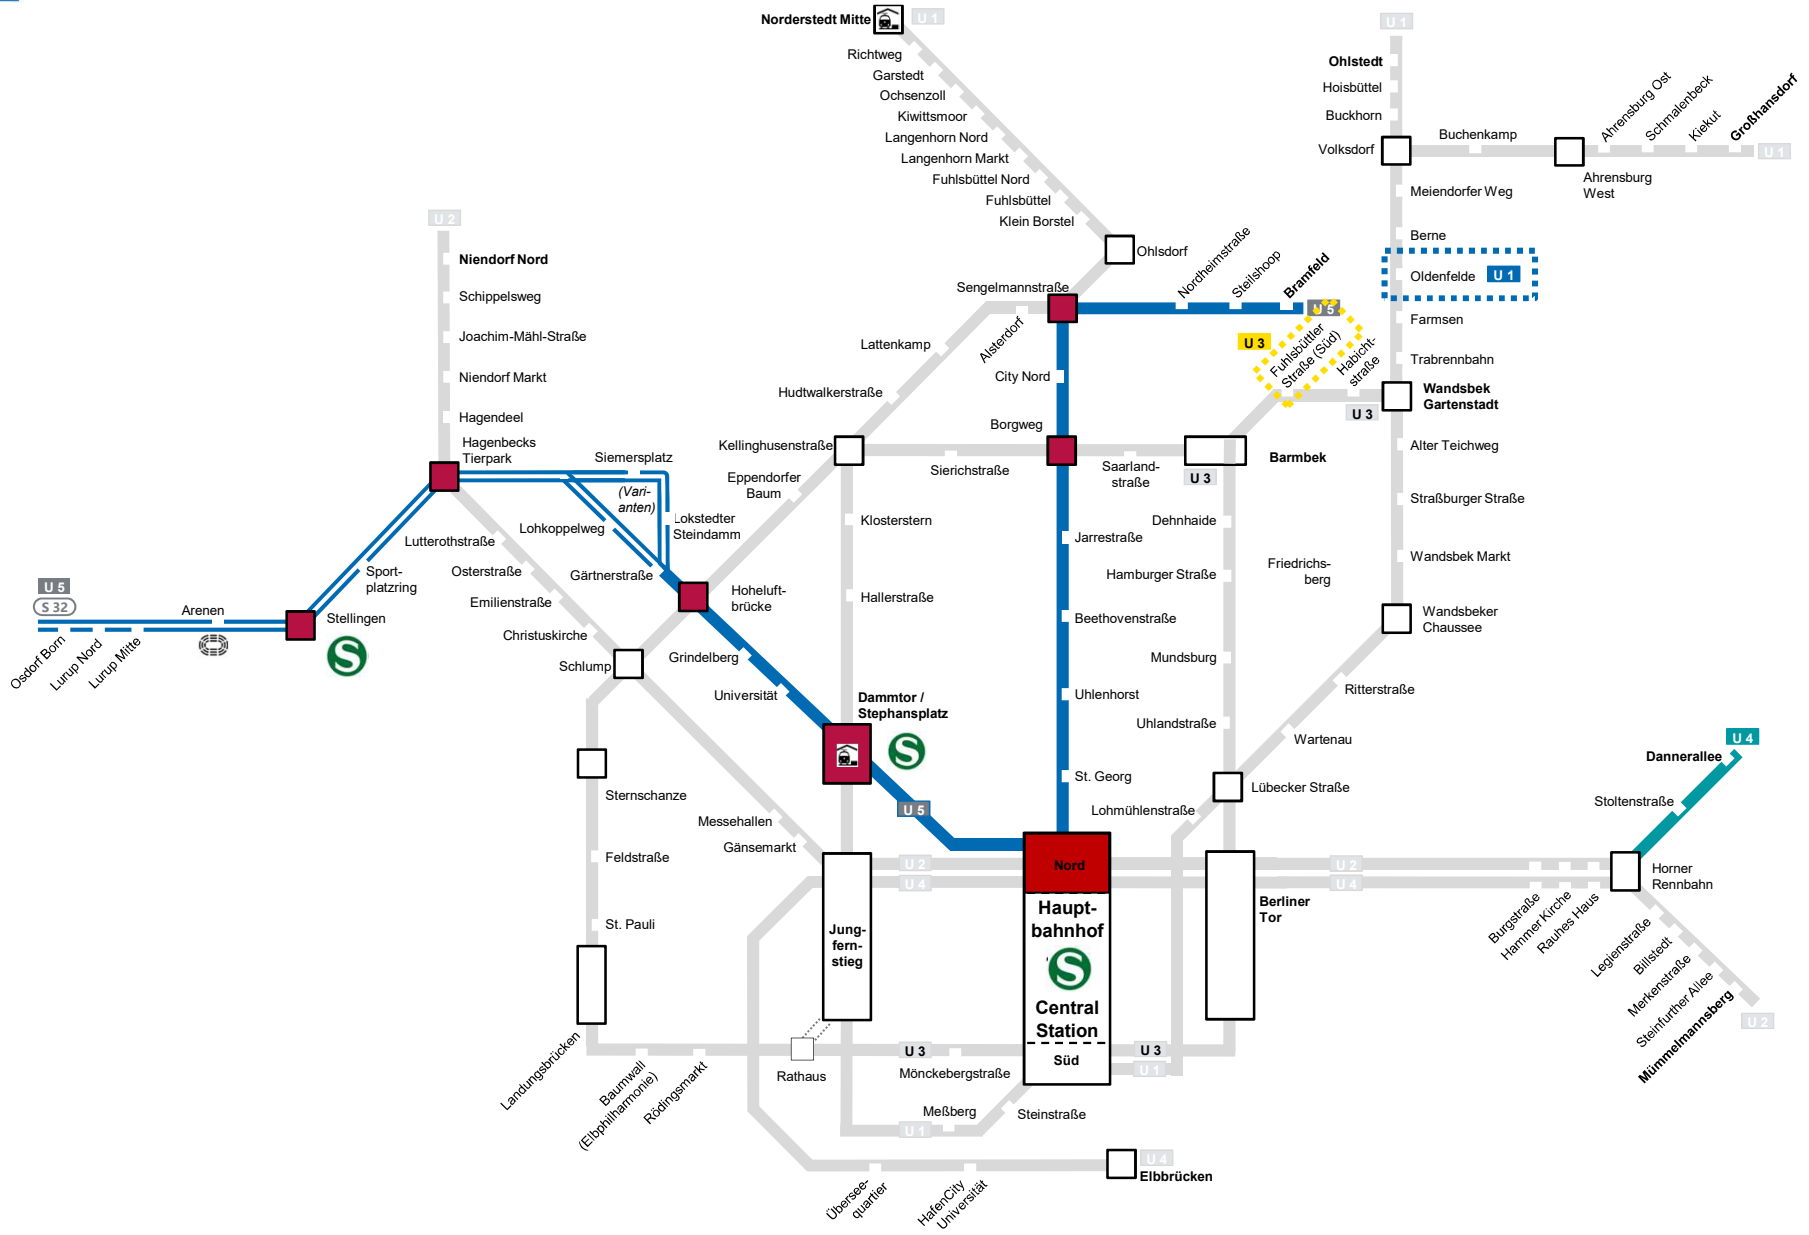 Norderstedt Mitte
U 1
Richtweg
Garstedt
Ochsenzoll
Kiwittsmoor
Langenhorn Nord
Langenhorn Markt
Fuhlsbüttel Nord
Fuhlsbüttel
Klein Borstel
Ohlsdorf
Sengelmannstraße
U 1
Ohlstedt
Hoisbüttel
Buckhorn
Volksdorf
Buchenkamp
Ahrensburg
West
Ahrensburg Ost
Schmalenbeck
Kiekut
Großhansdorf
U 1
Meiendorfer Weg
Berne
Oldenfelde
U 1
Farmsen
Trabrennbahn
Wandsbek
Gartenstadt
Alter Teichweg
Straßburger Straße
Wandsbek Markt
Wandsbeker
Chaussee
Ritterstraße
Wartenau
Lübecker Straße
Lohmühlenstraße
U 2
Niendorf Nord
Schippelsweg
Joachim-Mähl-Straße
Niendorf Markt
Hagendeel
Hagenbecks
Tierpark
Siemersplatz
(Vari-
anten)
Lohkoppelweg
Lokstedter
Steindamm
Gärtnerstraße
Hoheluft-
brücke
Lutterothstraße
Osterstraße
Emilienstraße
Christuskirche
Schlump
Sport-
platzring
U 5
S 32
Arenen
Osdorf Born
Lurup Nord
Lurup Mitte
Stellingen
S
Nordheimstraße
Steilshoop
Bramfeld
U 5
U 3
Fuhlsbüttler
Straße (Süd)
Habicht-
straße
U 3
Alsterdorf
Lattenkamp
Hudtwalkerstraße
Kellinghusenstraße
Eppendorfer
Baum
City Nord
Borgweg
Sierichstraße
Saarland-
straße
Barmbek
U 3
Klosterstern
Hallerstraße
Jarrestraße
Beethovenstraße
Uhlenhorst
St. Georg
Dehnhaide
Hamburger Straße
Mundsburg
Uhlandstraße
Friedrichs-
berg
Grindelberg
Universität
Dammtor /
Stephansplatz
S
U 5
Sternschanze
Feldstraße
St. Pauli
Landungsbrücken
Baumwall
(Elbphilharmonie)
Rödingsmarkt
Rathaus
Messehallen
Gänsemarkt
Jung-
fern-
stieg
U 2
U 4
Nord
Haupt-
bahnhof
S
Central
Station
Süd
U 3
Mönckebergstraße
U 3
U 1
Meßberg
Steinstraße
U 1
Übersee-
quartier
HafenCity
Universität
U 4
Elbbrücken
Berliner
Tor
U 2
U 4
Burgstraße
Hammer Kirche
Rauhes Haus
Horner
Rennbahn
Stoltenstraße
Dannerallee
U 4
Legienstraße
Billstedt
Merkenstraße
Steinfurther Allee
Mümmelmannsberg
U 2